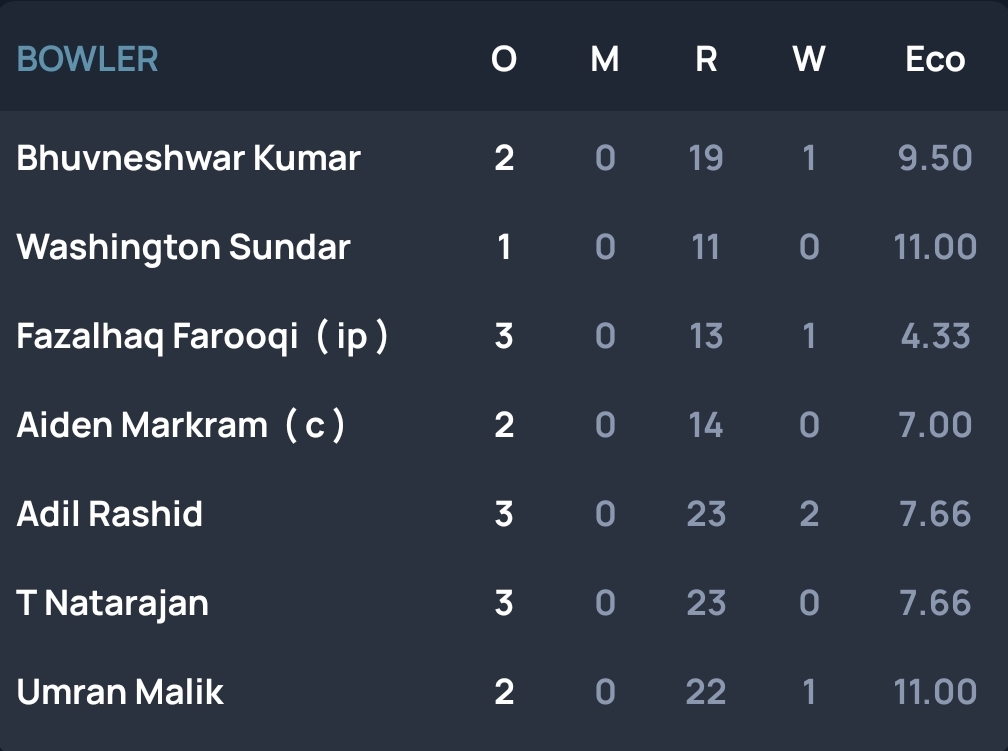 BOWLER O M R W Eco
Bhuvneshwar Kumar 2 0 19 1 9.50
Washington Sundar 1 0 11 0 11.00
Fazalhaq Farooqi ( ip ) 3 0 13 1 4.33
Aiden Markram ( c ) 2 0 14 0 7.00
Adil Rashid 3 0 23 2 7.66
T Natarajan 3 0 23 0 7.66
Umran Malik 2 0 22 1 11.00